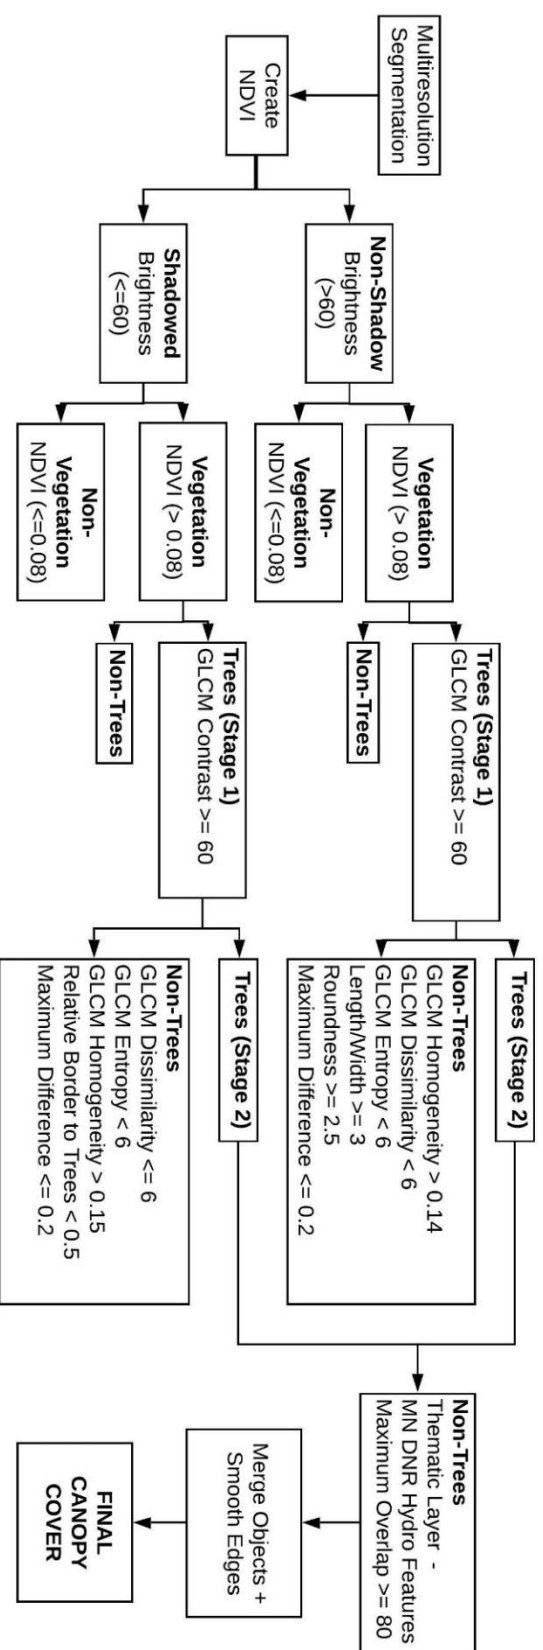 Multiresolution
Segmentation
Create
NDVI
Non-Shadow
Brightness
(>60)
Shadowed
Brightness
(<=60)
Vegetation
NDVI (> 0.08)
Non-
Vegetation
NDVI (<=0.08)
Vegetation
NDVI (> 0.08)
Non-
Vegetation
NDVI (<=0.08)
Trees (Stage 1)
GLCM Contrast >= 60
Non-Trees
Trees (Stage 1)
GLCM Contrast >= 60
Non-Trees
Trees (Stage 2)
Non-Trees
GLCM Homogeneity > 0.14
GLCM Dissimilarity < 6
GLCM Entropy < 6
Length/Width >= 3
Roundness >= 2.5
Maximum Difference <= 0.2
Trees (Stage 2)
Non-Trees
GLCM Dissimilarity <= 6
GLCM Entropy < 6
GLCM Homogeneity > 0.15
Relative Border to Trees < 0.5
Maximum Difference <= 0.2
Non-Trees
Thematic Layer -
MN DNR Hydro Features
Maximum Overlap >= 80
Merge Objects +
Smooth Edges
FINAL
CANOPY
COVER